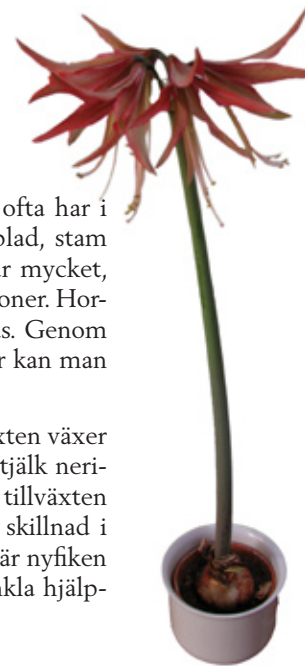 ofta har i
blad, stam
r mycket,
oner. Hor-
s. Genom
r kan man
xten växer
tjälk neri-
tillväxten
skillnad i
är nyfiken
nkla hjälp-